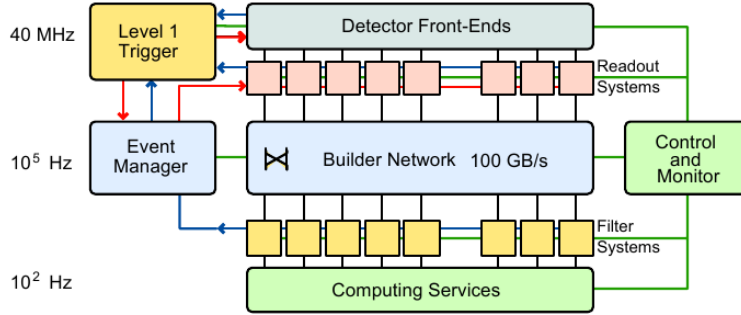 40 MHz
Level 1
Trigger
Detector Front-Ends
Readout
Systems
10⁵ Hz
Event
Manager
Builder Network 100 GB/s
Control
and
Monitor
Filter
Systems
10² Hz
Computing Services